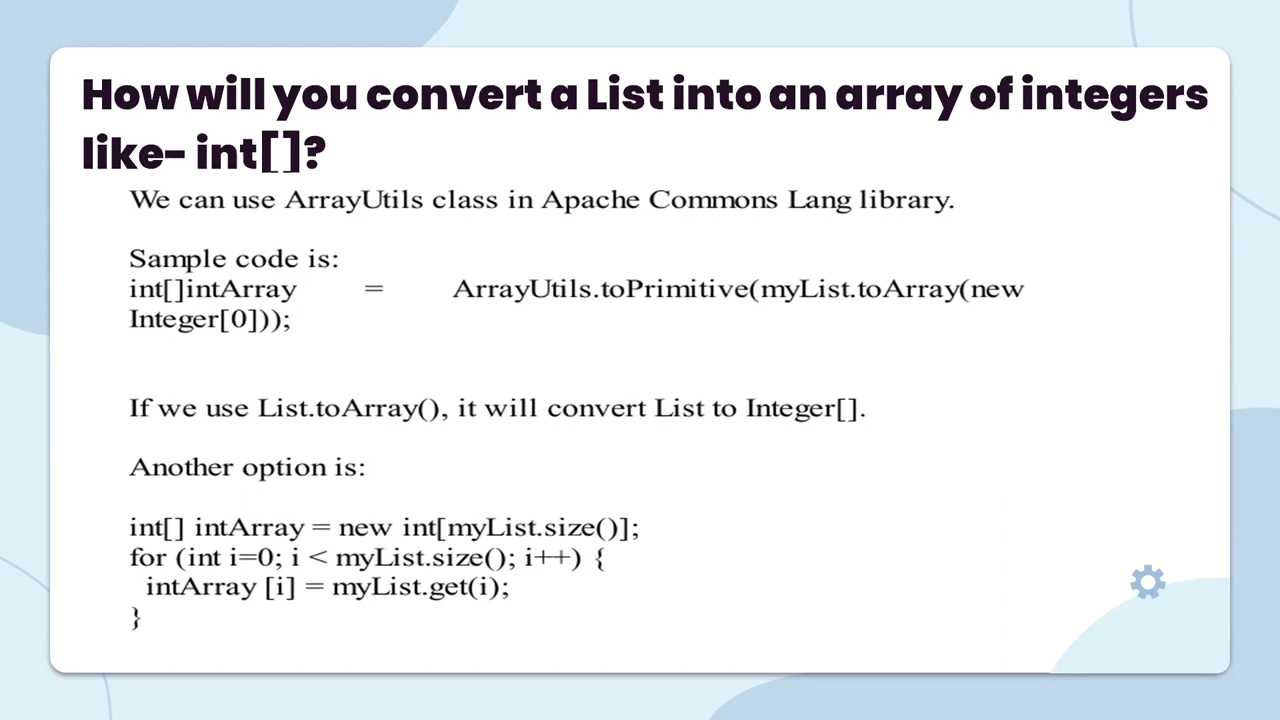 How will you convert a List into an array of integers
like- int[]?
We can use ArrayUtils class in Apache Commons Lang library.
Sample code is:
int[]intArray = ArrayUtils.toPrimitive(myList.toArray(new
Integer[0]));
If we use List.toArray(), it will convert List to Integer[].
Another option is:
int[] intArray = new int[myList.size()];
for (int i=0; i < myList.size(); i++) {
intArray [i] = myList.get(i);
}